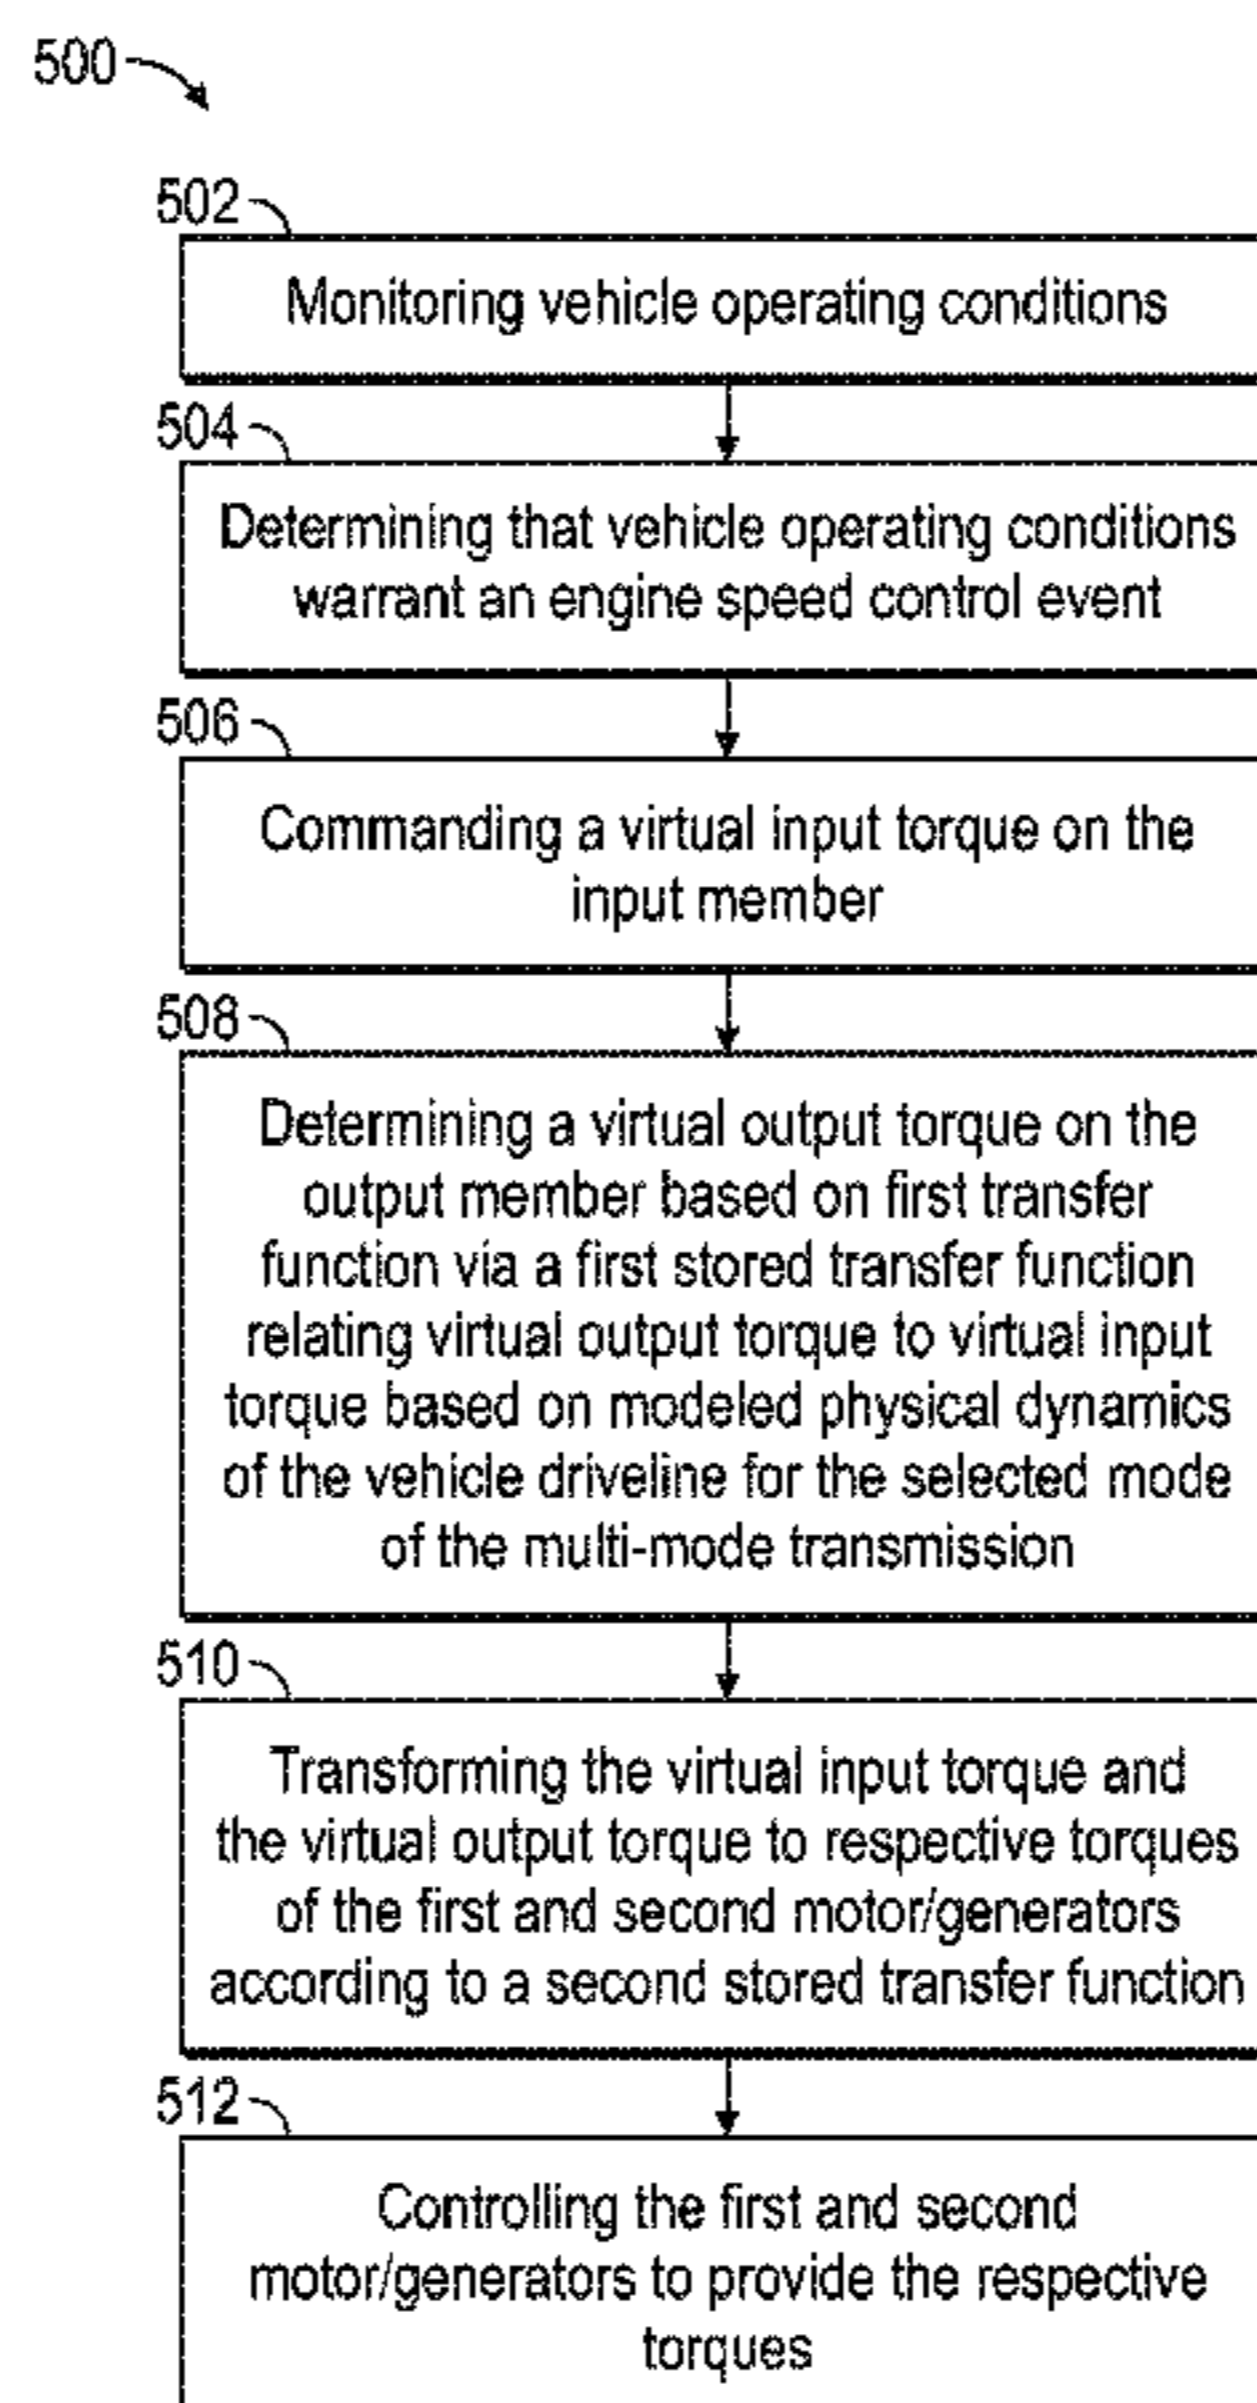 500
502
Monitoring vehicle operating conditions
504
Determining that vehicle operating conditions
warrant an engine speed control event
506
Commanding a virtual input torque on the
input member
508
Determining a virtual output torque on the
output member based on first transfer
function via a first stored transfer function
relating virtual output torque to virtual input
torque based on modeled physical dynamics
of the vehicle driveline for the selected mode
of the multi-mode transmission
510
Transforming the virtual input torque and
the virtual output torque to respective torques
of the first and second motor/generators
according to a second stored transfer function
512
Controlling the first and second
motor/generators to provide the respective
torques